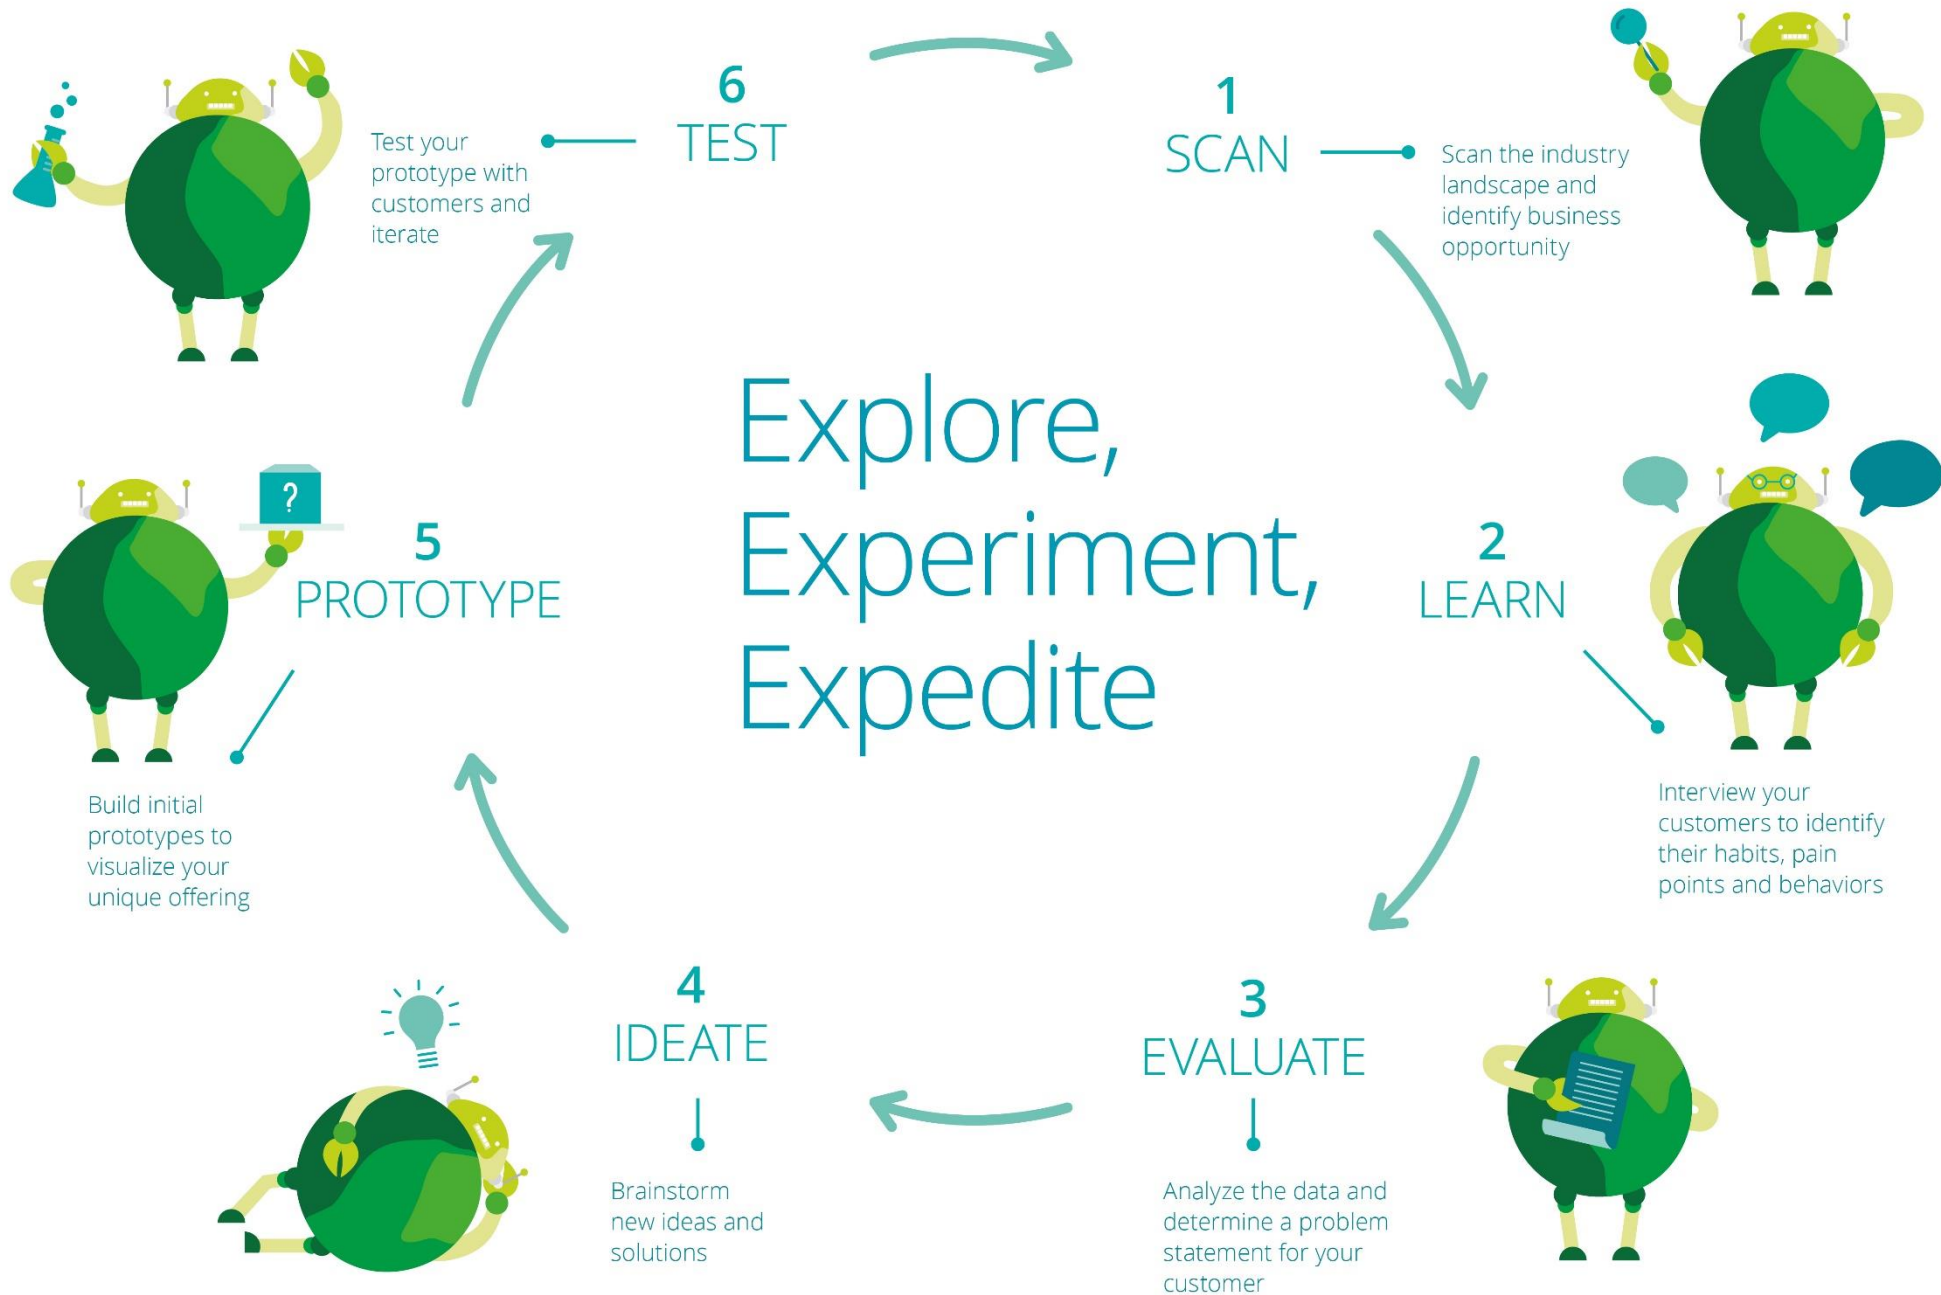 6
TEST
Test your
prototype with
customers and
iterate
1
SCAN
Scan the industry
landscape and
identify business
opportunity
Explore,
Experiment,
Expedite
2
LEARN
Interview your
customers to identify
their habits, pain
points and behaviors
3
EVALUATE
Analyze the data and
determine a problem
statement for your
customer
4
IDEATE
Brainstorm
new ideas and
solutions
?
5
PROTOTYPE
Build initial
prototypes to
visualize your
unique offering